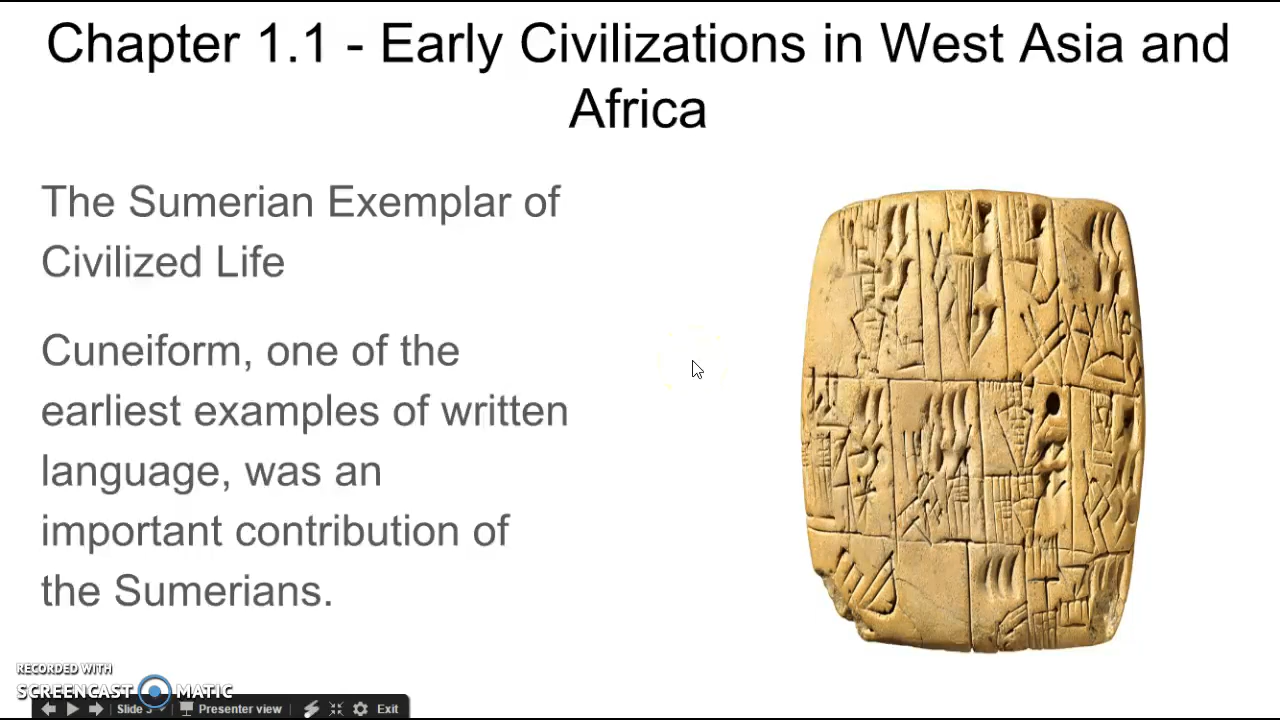 Chapter 1.1 - Early Civilizations in West Asia and
Africa
The Sumerian Exemplar of
Civilized Life
Cuneiform, one of the
earliest examples of written
language, was an
important contribution of
the Sumerians.
RECORDED WITH
SCREENCAST MATIC
Slide Presenter view Exit